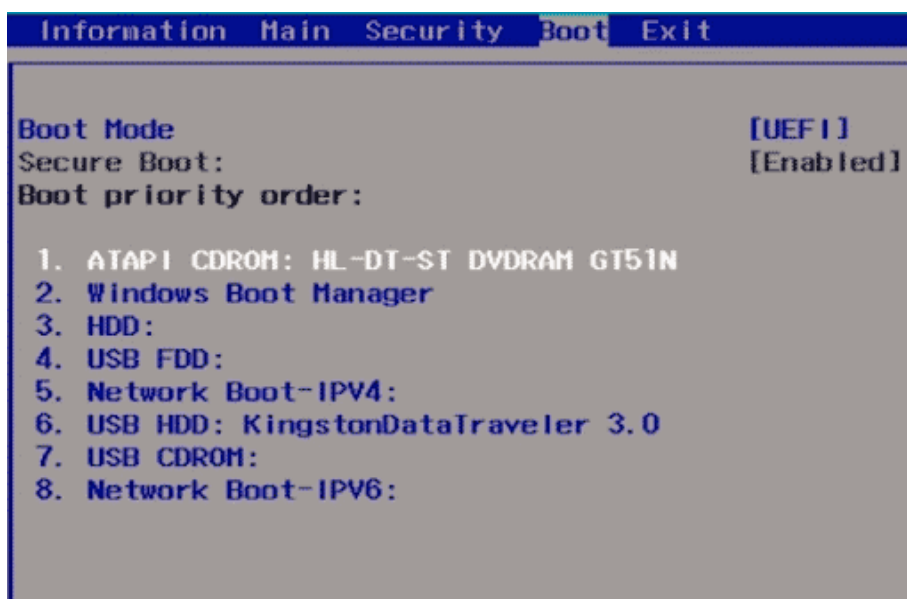 Information Main Security Boot Exit
Boot Mode [UEFI]
Secure Boot: [Enabled]
Boot priority order:
1. ATAPI CDROM: HL-DT-ST DVDRAM GT51N
2. Windows Boot Manager
3. HDD:
4. USB FDD:
5. Network Boot-IPV4:
6. USB HDD: KingstonDataTraveler 3.0
7. USB CDROM:
8. Network Boot-IPV6: